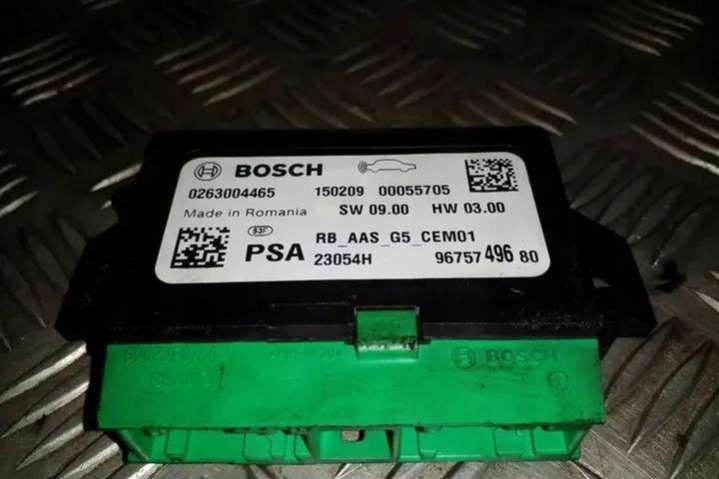 BOSCH
0263004465 150209 00055705
Made in Romania SW 09.00 HW 03.00
PSA RB_AAS_G5_CEM01
23054H 96757 496 80
BOSCH